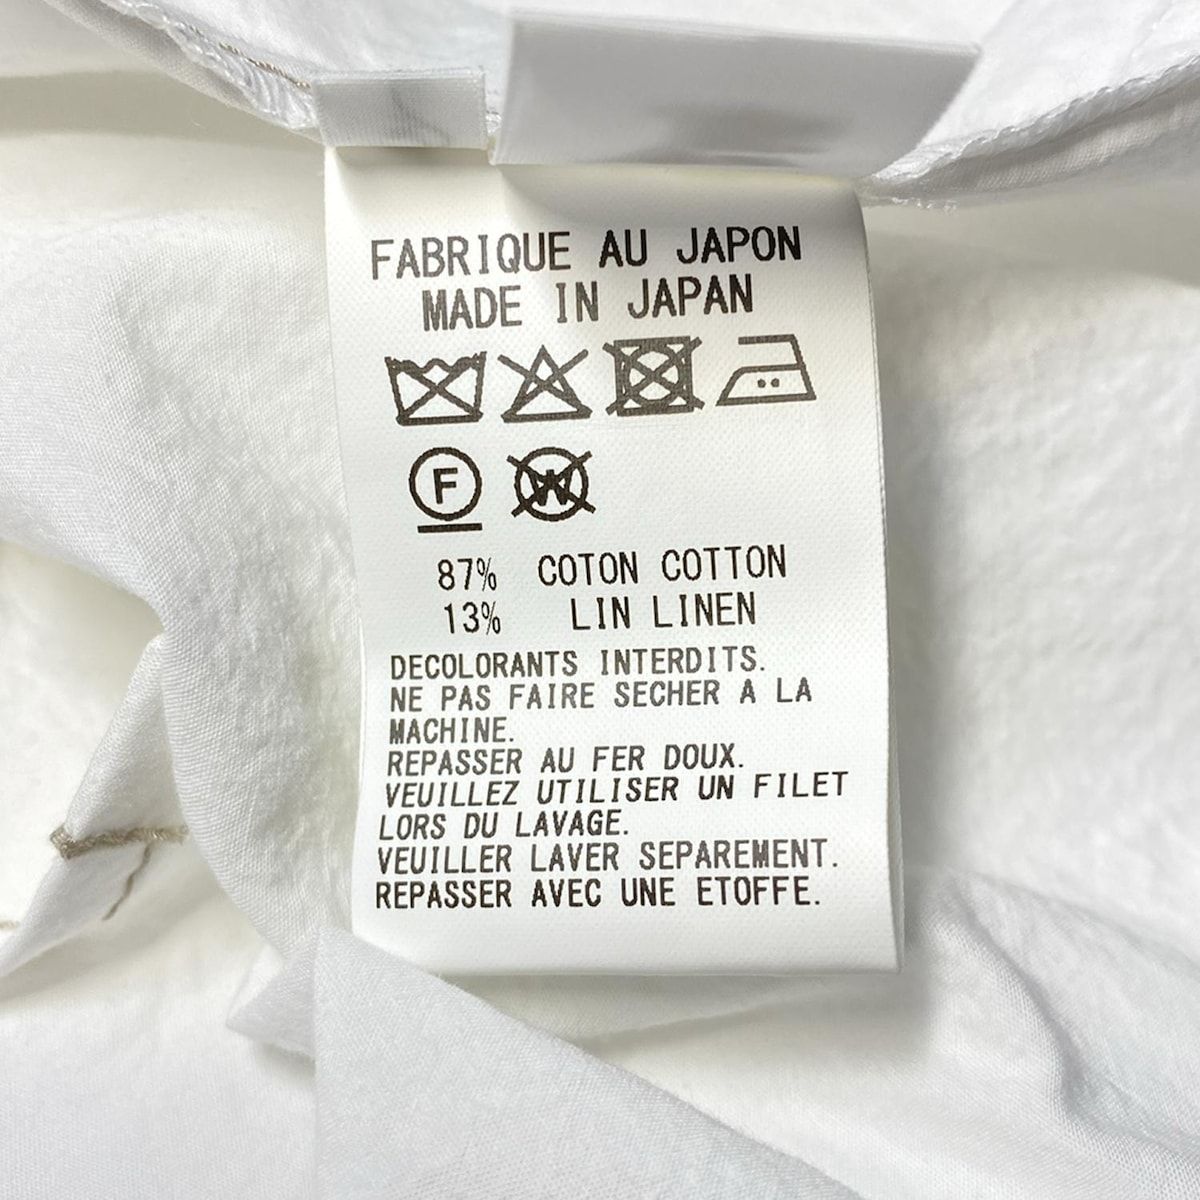 FABRIQUE AU JAPON
MADE IN JAPAN
F W
87% COTON COTTON
13% LIN LINEN
DECOLORANTS INTERDITS.
NE PAS FAIRE SECHER A LA
MACHINE.
REPASSER AU FER DOUX.
VEUILLEZ UTILISER UN FILET
LORS DU LAVAGE.
VEUILLER LAVER SEPAREMENT.
REPASSER AVEC UNE ETOFFE.